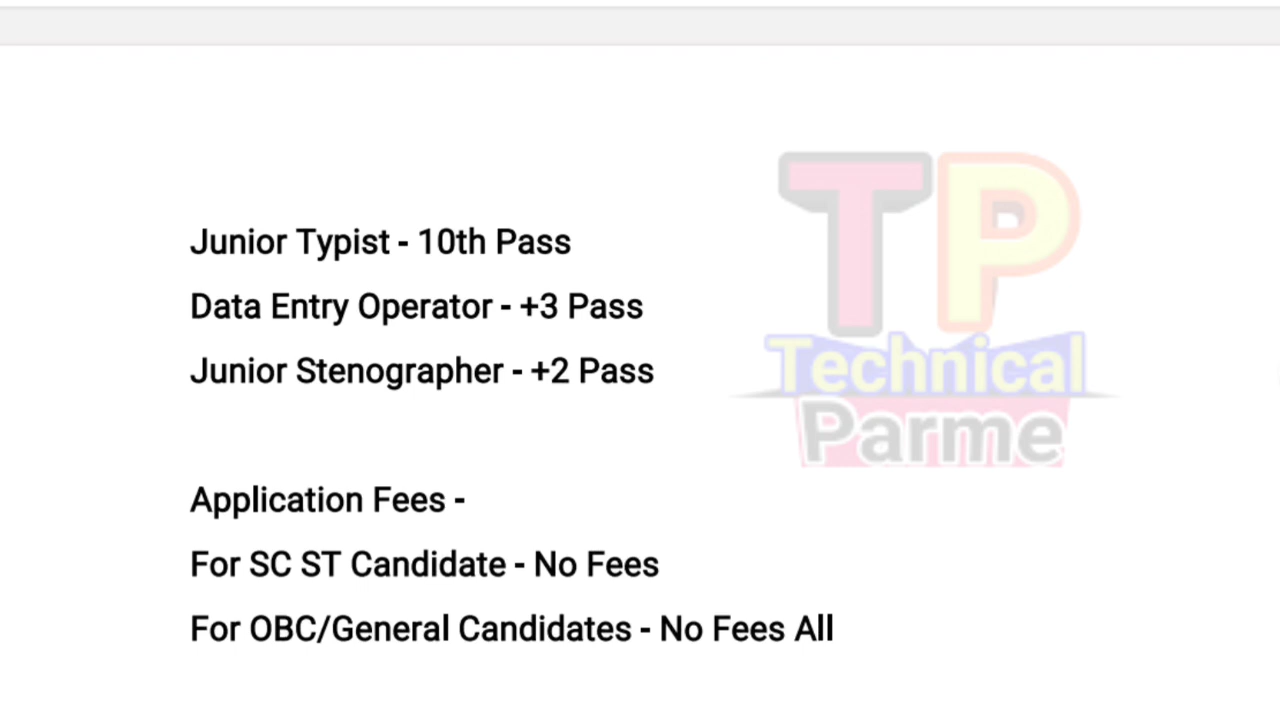 Junior Typist - 10th Pass
Data Entry Operator - +3 Pass
Junior Stenographer - +2 Pass
Application Fees -
For SC ST Candidate - No Fees
For OBC/General Candidates - No Fees All
TP
Technical
Parme